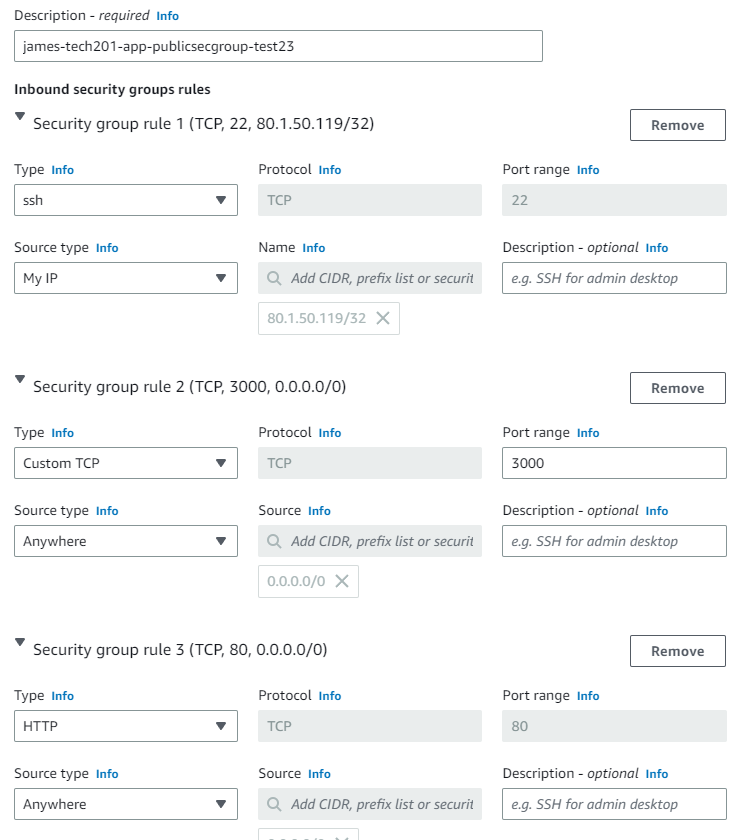 Description - required Info
james-tech201-app-publicsecgroup-test23
Inbound security groups rules
Security group rule 1 (TCP, 22, 80.1.50.119/32)
Remove
Type Info
Protocol Info
Port range Info
ssh
TCP
22
Source type Info
Name Info
Description - optional Info
My IP
Add CIDR, prefix list or securit
e.g. SSH for admin desktop
80.1.50.119/32
Security group rule 2 (TCP, 3000, 0.0.0.0/0)
Remove
Type Info
Protocol Info
Port range Info
Custom TCP
TCP
3000
Source type Info
Source Info
Description - optional Info
Anywhere
Add CIDR, prefix list or securit
e.g. SSH for admin desktop
0.0.0.0/0
Security group rule 3 (TCP, 80, 0.0.0.0/0)
Remove
Type Info
Protocol Info
Port range Info
HTTP
TCP
80
Source type Info
Source Info
Description - optional Info
Anywhere
Add CIDR, prefix list or securit
e.g. SSH for admin desktop